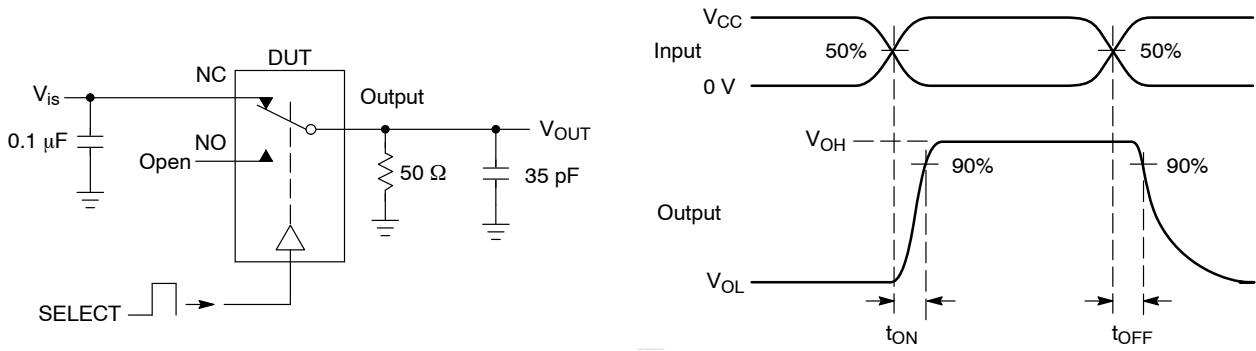 DUT
NC
V_is
Output
V_OUT
0.1 µF
NO
Open
50 Ω
35 pF
SELECT
V_CC
Input
50%
50%
0 V
V_OH
90%
90%
Output
V_OL
t_ON
t_OFF